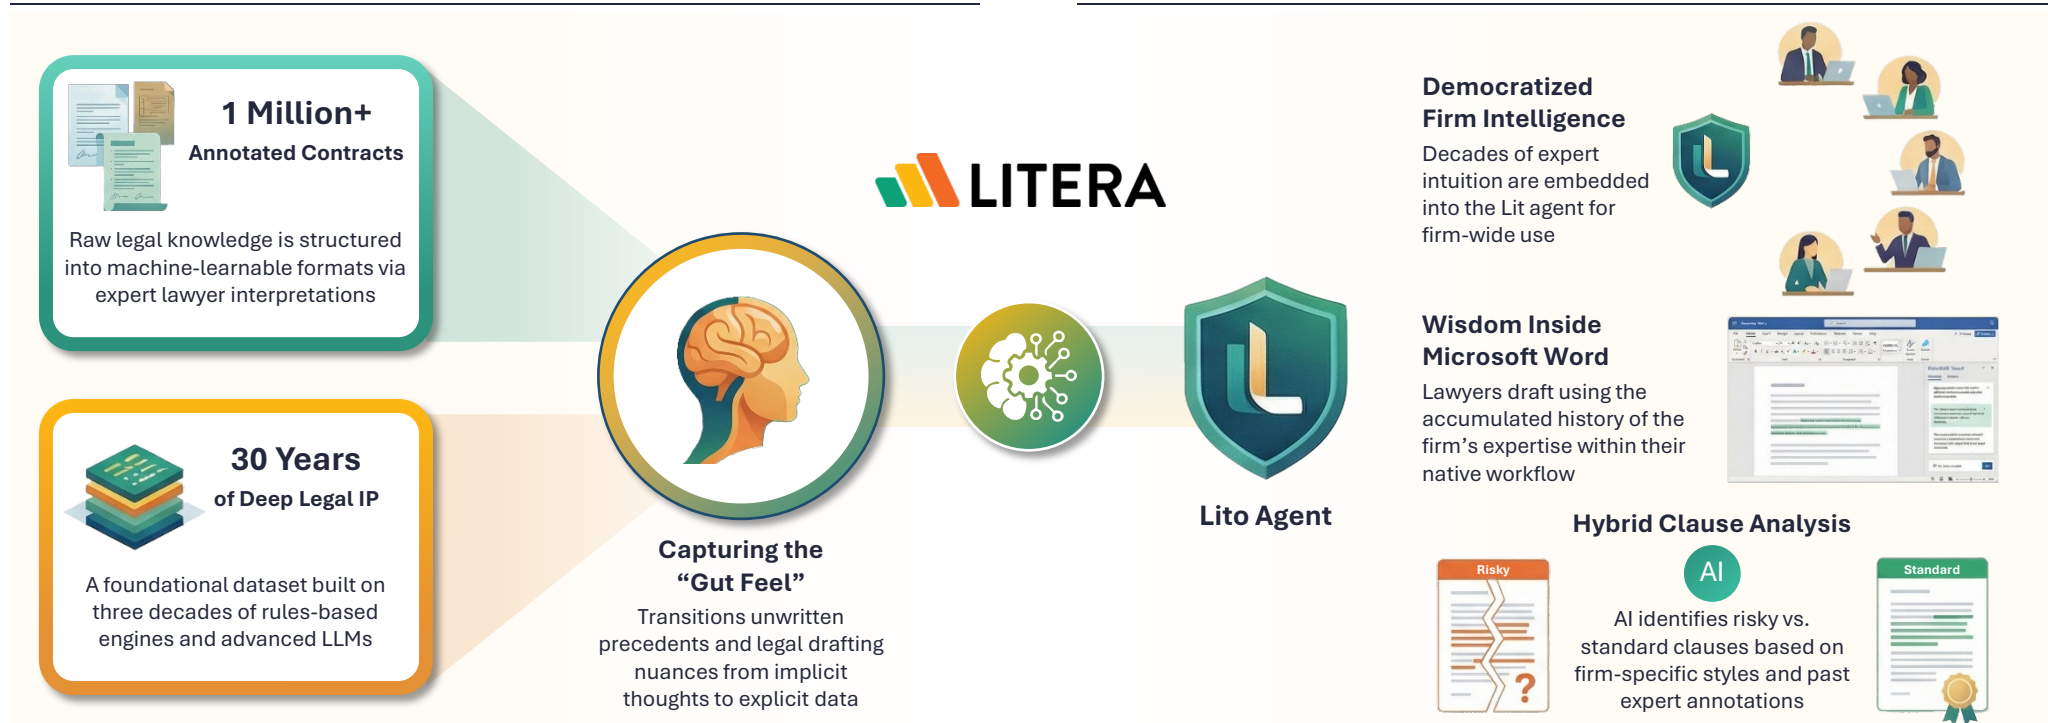 1 Million+
Annotated Contracts
Raw legal knowledge is structured
into machine-learnable formats via
expert lawyer interpretations
30 Years
of Deep Legal IP
A foundational dataset built on
three decades of rules-based
engines and advanced LLMs
LITERA
Capturing the
“Gut Feel”
Transitions unwritten
precedents and legal drafting
nuances from implicit
thoughts to explicit data
Lito Agent
Democratized
Firm Intelligence
Decades of expert
intuition are embedded
into the Lit agent for
firm-wide use
Wisdom Inside
Microsoft Word
Lawyers draft using the
accumulated history of the
firm’s expertise within their
native workflow
Hybrid Clause Analysis
Risky
?
AI
AI identifies risky vs.
standard clauses based on
firm-specific styles and past
expert annotations
Standard